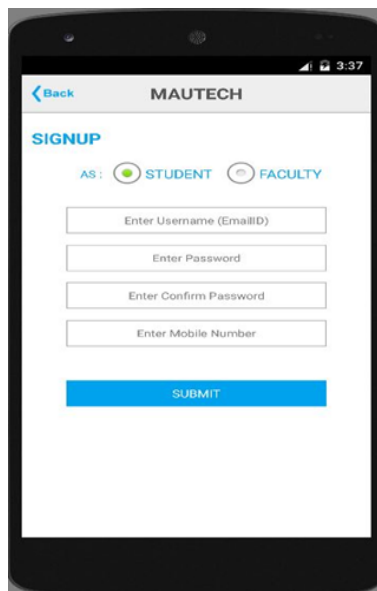 3:37
Back MAUTECH
SIGNUP
AS : STUDENT FACULTY
Enter Username (EmailID)
Enter Password
Enter Confirm Password
Enter Mobile Number
SUBMIT